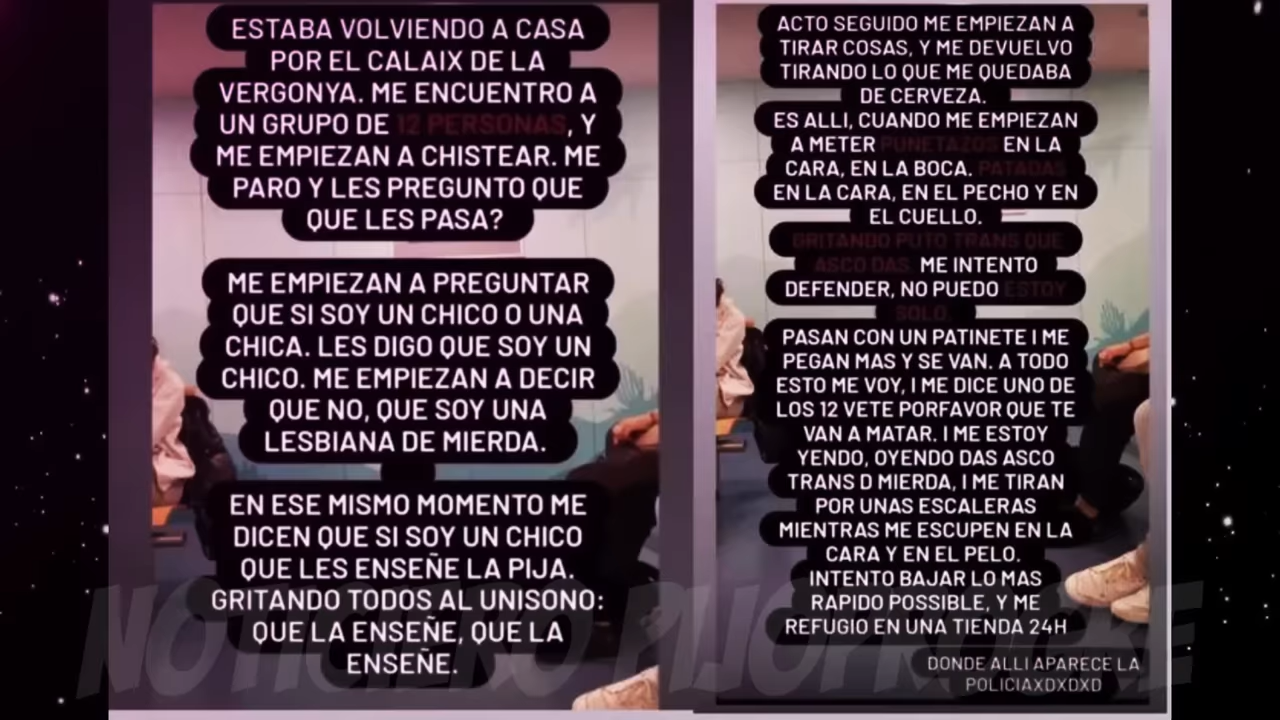 ESTABA VOLVIENDO A CASA
POR EL CALAIX DE LA
VERGONYA. ME ENCUENTRO A
UN GRUPO DE 12 PERSONAS, Y
ME EMPIEZAN A CHISTEAR. ME
PARO Y LES PREGUNTO QUE
QUE LES PASA?
ME EMPIEZAN A PREGUNTAR
QUE SI SOY UN CHICO O UNA
CHICA. LES DIGO QUE SOY UN
CHICO. ME EMPIEZAN A DECIR
QUE NO, QUE SOY UNA
LESBIANA DE MIERDA.
EN ESE MISMO MOMENTO ME
DICEN QUE SI SOY UN CHICO
QUE LES ENSEÑE LA PIJA.
GRITANDO TODOS AL UNISONO:
QUE LA ENSEÑE, QUE LA
ENSEÑE.
ACTO SEGUIDO ME EMPIEZAN A
TIRAR COSAS, Y ME DEVUELVO
TIRANDO LO QUE ME QUEDABA
DE CERVEZA.
ES ALLI, CUANDO ME EMPIEZAN
A METER PUNETAZOS EN LA
CARA, EN LA BOCA. PATADAS
EN LA CARA, EN EL PECHO Y EN
EL CUELLO.
GRITANDO PUTO TRANS QUE
ASCO DAS. ME INTENTO
DEFENDER, NO PUEDO ESTOY
SOLO.
PASAN CON UN PATINETE I ME
PEGAN MAS Y SE VAN. A TODO
ESTO ME VOY, I ME DICE UNO DE
LOS 12 VETE PORFAVOR QUE TE
VAN A MATAR. I ME ESTOY
YENDO, OYENDO DAS ASCO
TRANS D MIERDA, I ME TIRAN
POR UNAS ESCALERAS
MIENTRAS ME ESCUPEN EN LA
CARA Y EN EL PELO.
INTENTO BAJAR LO MAS
RAPIDO POSSIBLE, Y ME
REFUGIO EN UNA TIENDA 24H
DONDE ALLI APARECE LA
POLICIAXDXDXD
NOTICIERO PIJOPROGRE